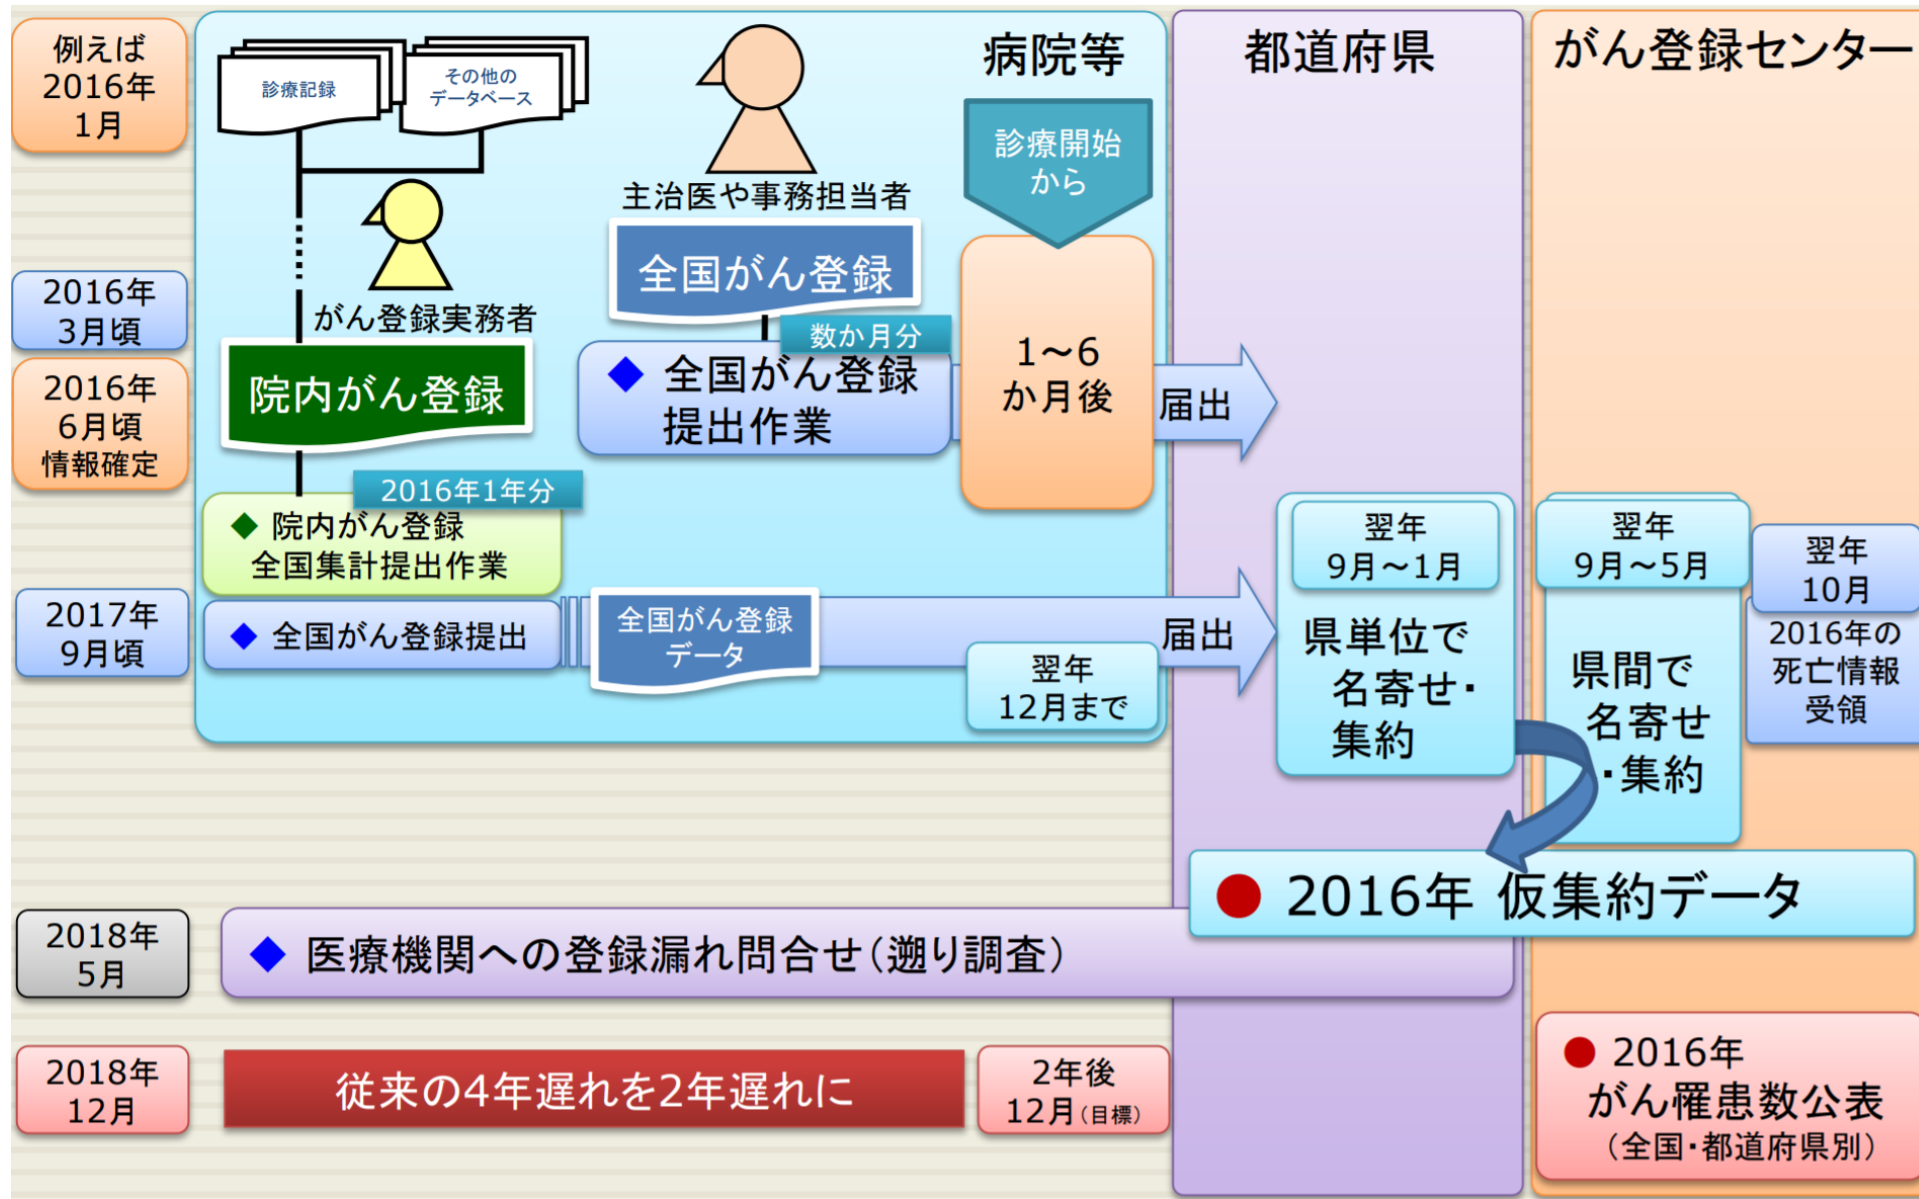 例えば
2016年
1月
診療記録
その他の
データベース
主治医や事務担当者
病院等
診療開始
から
都道府県
がん登録センター
がん登録実務者
全国がん登録
2016年
3月頃
数か月分
◆ 全国がん登録
提出作業
1～6
か月後
届出
2016年
6月頃
情報確定
院内がん登録
2016年1年分
◆ 院内がん登録
全国集計提出作業
2017年
9月頃
◆ 全国がん登録提出
全国がん登録
データ
翌年
12月まで
届出
翌年
9月～1月
県単位で
名寄せ・
集約
翌年
9月～5月
県間で
名寄せ
・集約
翌年
10月
2016年の
死亡情報
受領
● 2016年 仮集約データ
2018年
5月
◆ 医療機関への登録漏れ問合せ（遡り調査）
2018年
12月
従来の4年遅れを2年遅れに
2年後
12月（目標）
● 2016年
がん罹患数公表
（全国・都道府県別）